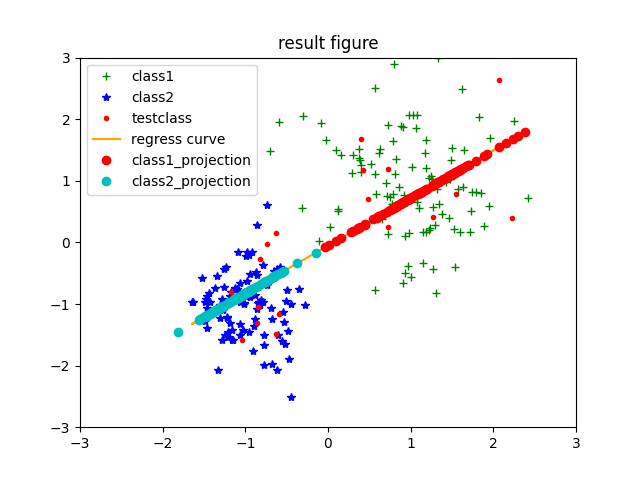 result figure
3
2
1
0
−1
−2
−3
class1
class2
testclass
regress curve
class1_projection
class2_projection
−3 −2 −1 0 1 2 3